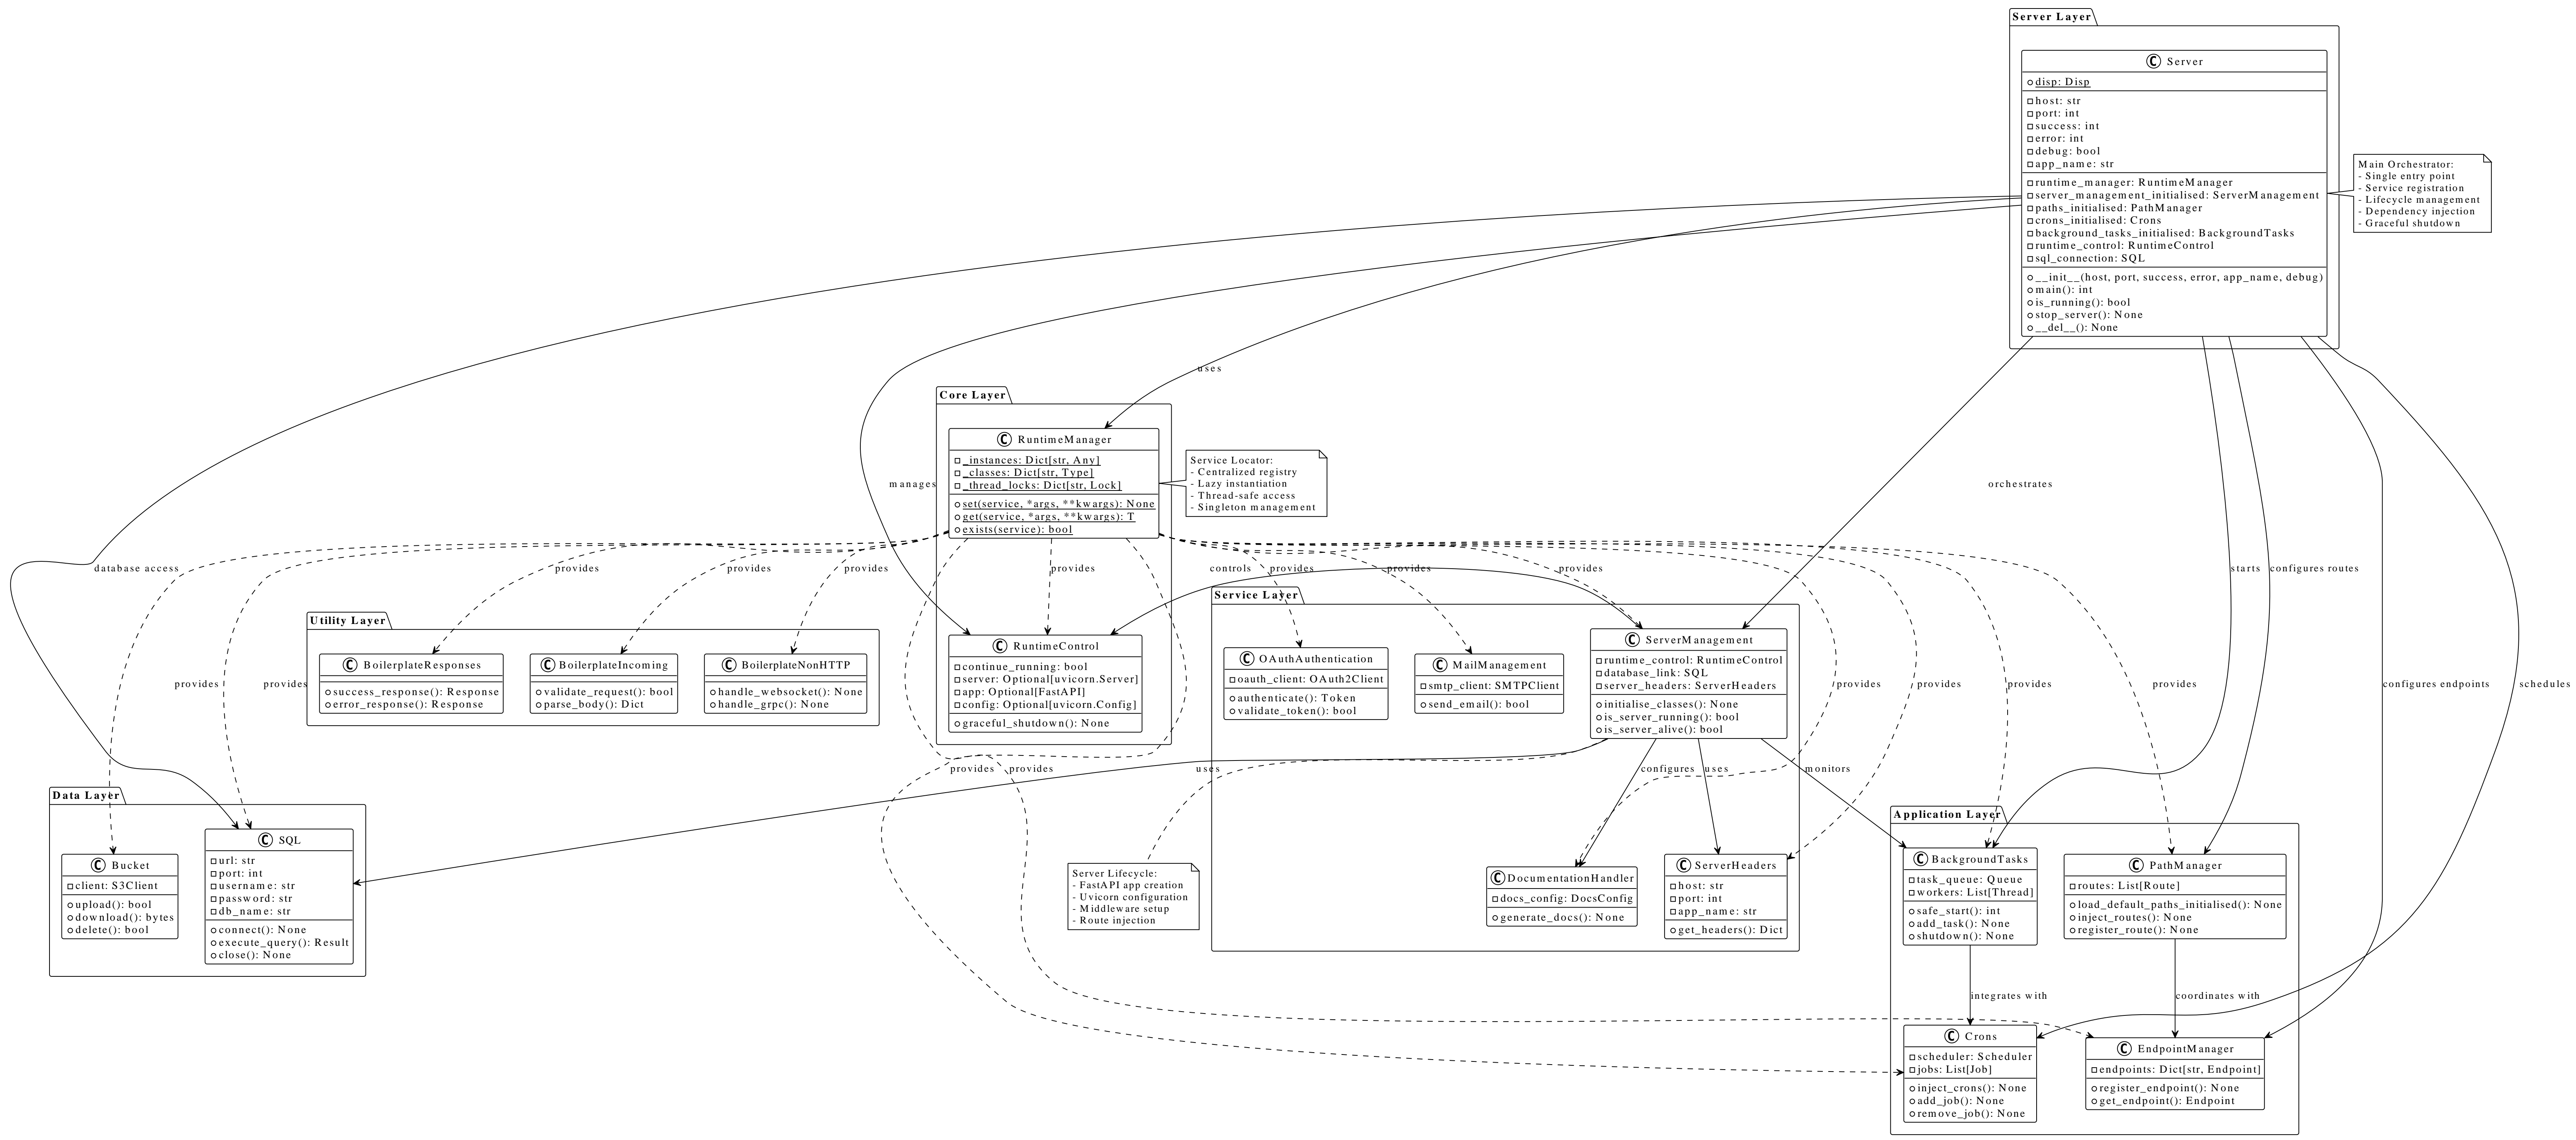 Server Layer
C Server
disp: Disp
host: str
port: int
success: int
error: int
debug: bool
app_name: str
runtime_manager: RuntimeManager
server_management_initialised: ServerManagement
paths_initialised: PathManager
crons_initialised: Crons
background_tasks_initialised: BackgroundTasks
runtime_control: RuntimeControl
sql_connection: SQL
__init__(host, port, success, error, app_name, debug)
main(): int
is_running(): bool
stop_server(): None
__del__(): None
Main Orchestrator:
- Single entry point
- Service registration
- Lifecycle management
- Dependency injection
- Graceful shutdown
uses
Core Layer
C RuntimeManager
_instances: Dict[str, Any]
_classes: Dict[str, Type]
_thread_locks: Dict[str, Lock]
set(service, *args, **kwargs): None
get(service, *args, **kwargs): T
exists(service): bool
Service Locator:
- Centralized registry
- Lazy instantiation
- Thread-safe access
- Singleton management
manages
orchestrates
database access
provides
provides
provides
provides
controls
provides
provides
provides
starts
configures routes
Utility Layer
C BoilerplateResponses
success_response(): Response
error_response(): Response
C BoilerplateIncoming
validate_request(): bool
parse_body(): Dict
C BoilerplateNonHTTP
handle_websocket(): None
handle_grpc(): None
C RuntimeControl
continue_running: bool
server: Optional[uvicorn.Server]
app: Optional[FastAPI]
config: Optional[uvicorn.Config]
graceful_shutdown(): None
Service Layer
C OAuthAuthentication
oauth_client: OAuth2Client
authenticate(): Token
validate_token(): bool
C MailManagement
smtp_client: SMTPClient
send_email(): bool
C ServerManagement
runtime_control: RuntimeControl
database_link: SQL
server_headers: ServerHeaders
initialise_classes(): None
is_server_running(): bool
is_server_alive(): bool
provides
provides
provides
provides
provides
provides
configures endpoints
schedules
provides
provides
uses
configures
uses
monitors
Data Layer
C Bucket
client: S3Client
upload(): bool
download(): bytes
delete(): bool
C SQL
url: str
port: int
username: str
password: str
db_name: str
connect(): None
execute_query(): Result
close(): None
Server Lifecycle:
- FastAPI app creation
- Uvicorn configuration
- Middleware setup
- Route injection
C DocumentationHandler
docs_config: DocsConfig
generate_docs(): None
C ServerHeaders
host: str
port: int
app_name: str
get_headers(): Dict
Application Layer
C BackgroundTasks
task_queue: Queue
workers: List[Thread]
safe_start(): int
add_task(): None
shutdown(): None
C PathManager
routes: List[Route]
load_default_paths_initialised(): None
inject_routes(): None
register_route(): None
integrates with
coordinates with
C Crons
scheduler: Scheduler
jobs: List[Job]
inject_crons(): None
add_job(): None
remove_job(): None
C EndpointManager
endpoints: Dict[str, Endpoint]
register_endpoint(): None
get_endpoint(): Endpoint